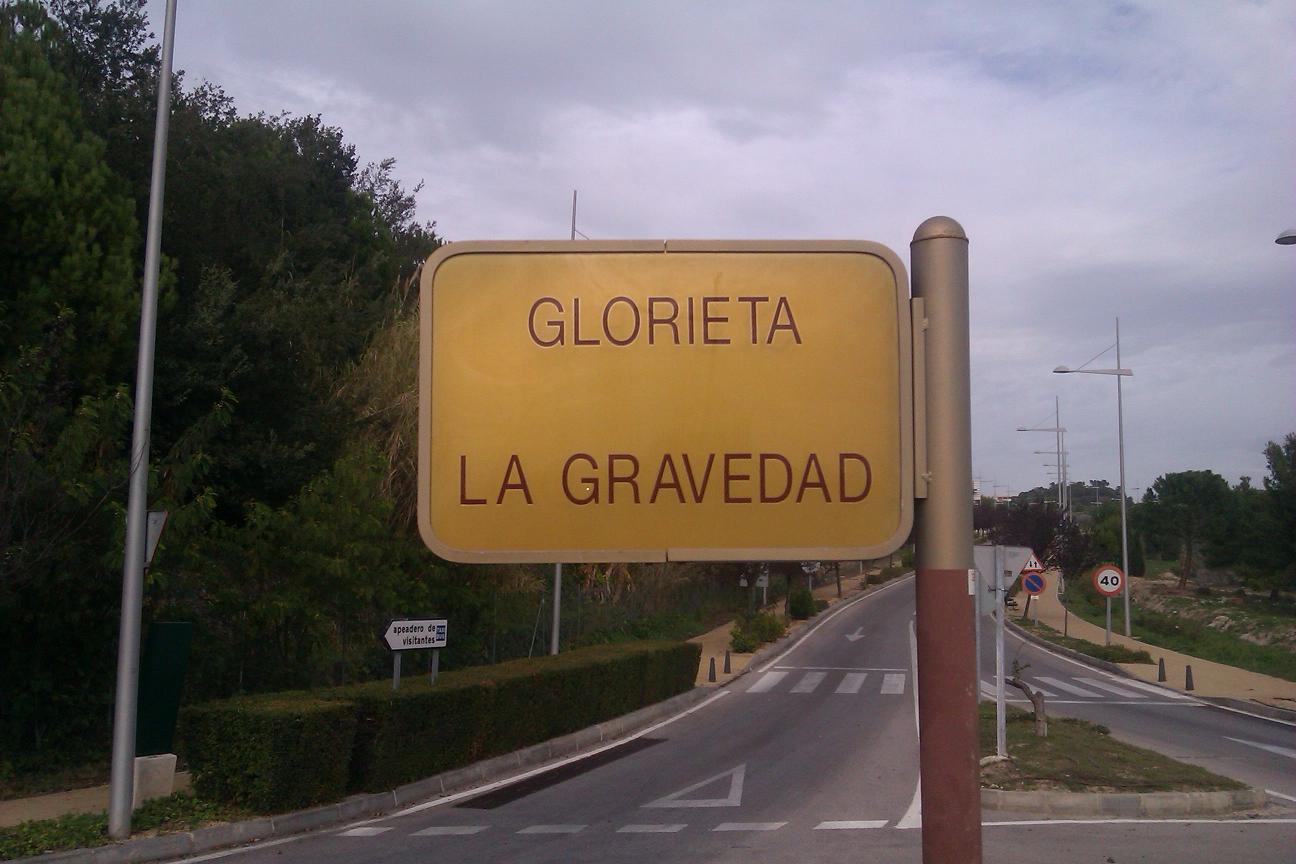 GLORIETA
LA GRAVEDAD
apeadero de
visitantes
40